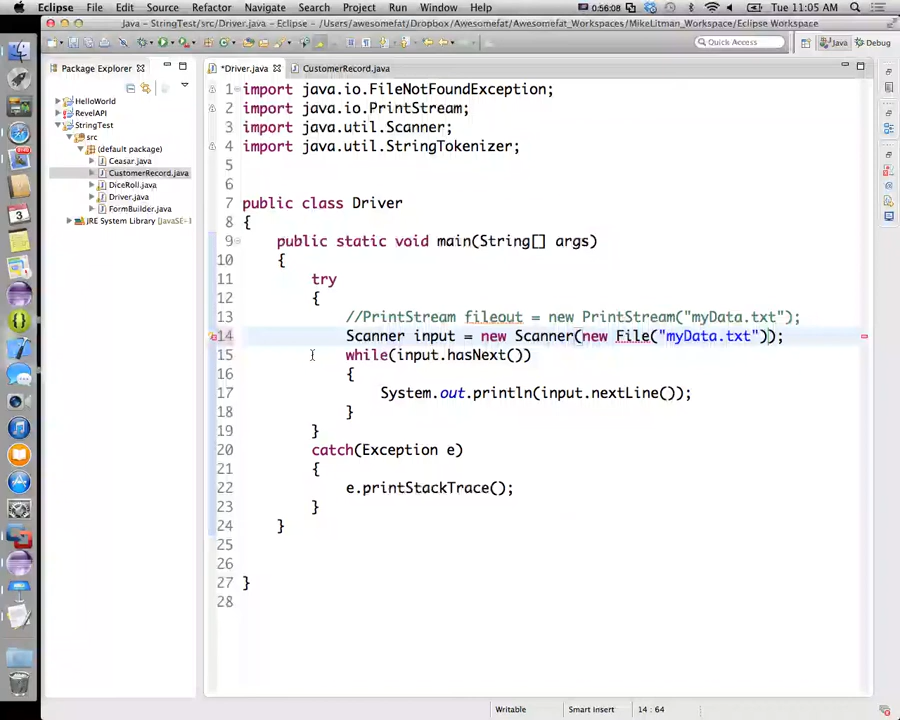 Eclipse File Edit Source Refactor Navigate Search Project Run Window Help 0:56:08 Tue 11:05 AM
Java - StringTest/src/Driver.java - Eclipse - /Users/awesomefat/Dropbox/Awesomefat_Workspaces/MikeLitman_Workspace/Eclipse Workspace
Quick Access Java Debug
Package Explorer *Driver.java CustomerRecord.java
HelloWorld
RevelAPI
StringTest
src
(default package)
Ceasar.java
CustomerRecord.java
DiceRoll.java
Driver.java
FormBuilder.java
JRE System Library [JavaSE-1
1 import java.io.FileNotFoundException;
2 import java.io.PrintStream;
3 import java.util.Scanner;
4 import java.util.StringTokenizer;
5
6
7 public class Driver
8 {
9 public static void main(String[] args)
10 {
11 try
12 {
13 //PrintStream fileout = new PrintStream("myData.txt");
14 Scanner input = new Scanner(new File("myData.txt"));
15 while(input.hasNext())
16 {
17 System.out.println(input.nextLine());
18 }
19 }
20 catch(Exception e)
21 {
22 e.printStackTrace();
23 }
24 }
25
26
27 }
28
Writable Smart Insert 14 : 64